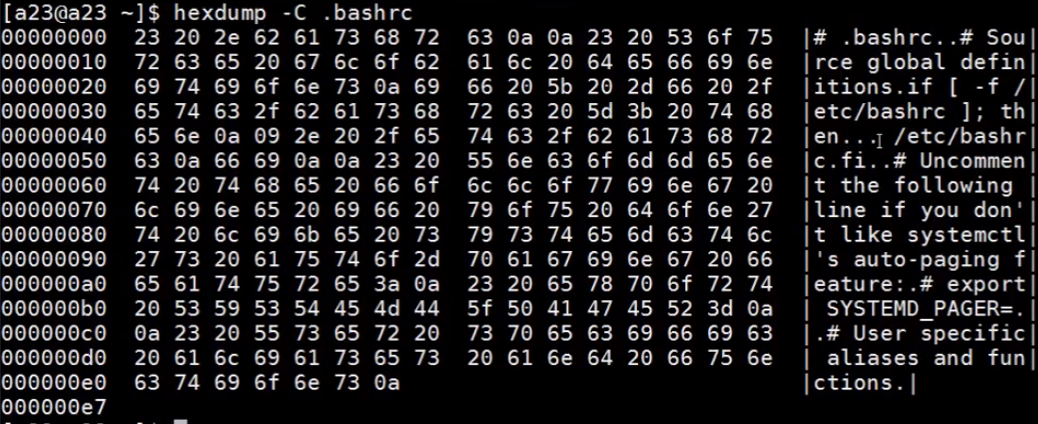 [a23@a23 ~]$ hexdump -C .bashrc
00000000  23 20 2e 62 61 73 68 72  63 0a 0a 23 20 53 6f 75  |# .bashrc..# Sou|
00000010  72 63 65 20 67 6c 6f 62  61 6c 20 64 65 66 69 6e  |rce global defin|
00000020  69 74 69 6f 6e 73 0a 69  66 20 5b 20 2d 66 20 2f  |itions.if [ -f /|
00000030  65 74 63 2f 62 61 73 68  72 63 20 5d 3b 20 74 68  |etc/bashrc ]; th|
00000040  65 6e 0a 09 2e 20 2f 65  74 63 2f 62 61 73 68 72  |en... /etc/bashr|
00000050  63 0a 66 69 0a 0a 23 20  55 6e 63 6f 6d 6d 65 6e  |c.fi..# Uncommen|
00000060  74 20 74 68 65 20 66 6f  6c 6c 6f 77 69 6e 67 20  |t the following |
00000070  6c 69 6e 65 20 69 66 20  79 6f 75 20 64 6f 6e 27  |line if you don'|
00000080  74 20 6c 69 6b 65 20 73  79 73 74 65 6d 63 74 6c  |t like systemctl|
00000090  27 73 20 61 75 74 6f 2d  70 61 67 69 6e 67 20 66  |'s auto-paging f|
000000a0  65 61 74 75 72 65 3a 0a  23 20 65 78 70 6f 72 74  |eature:.# export|
000000b0  20 53 59 53 54 45 4d 44  5f 50 41 47 45 52 3d 0a  | SYSTEMD_PAGER=.|
000000c0  0a 23 20 55 73 65 72 20  73 70 65 63 69 66 69 63  |.# User specific|
000000d0  20 61 6c 69 61 73 65 73  20 61 6e 64 20 66 75 6e  | aliases and fun|
000000e0  63 74 69 6f 6e 73 0a                              |ctions.|
000000e7